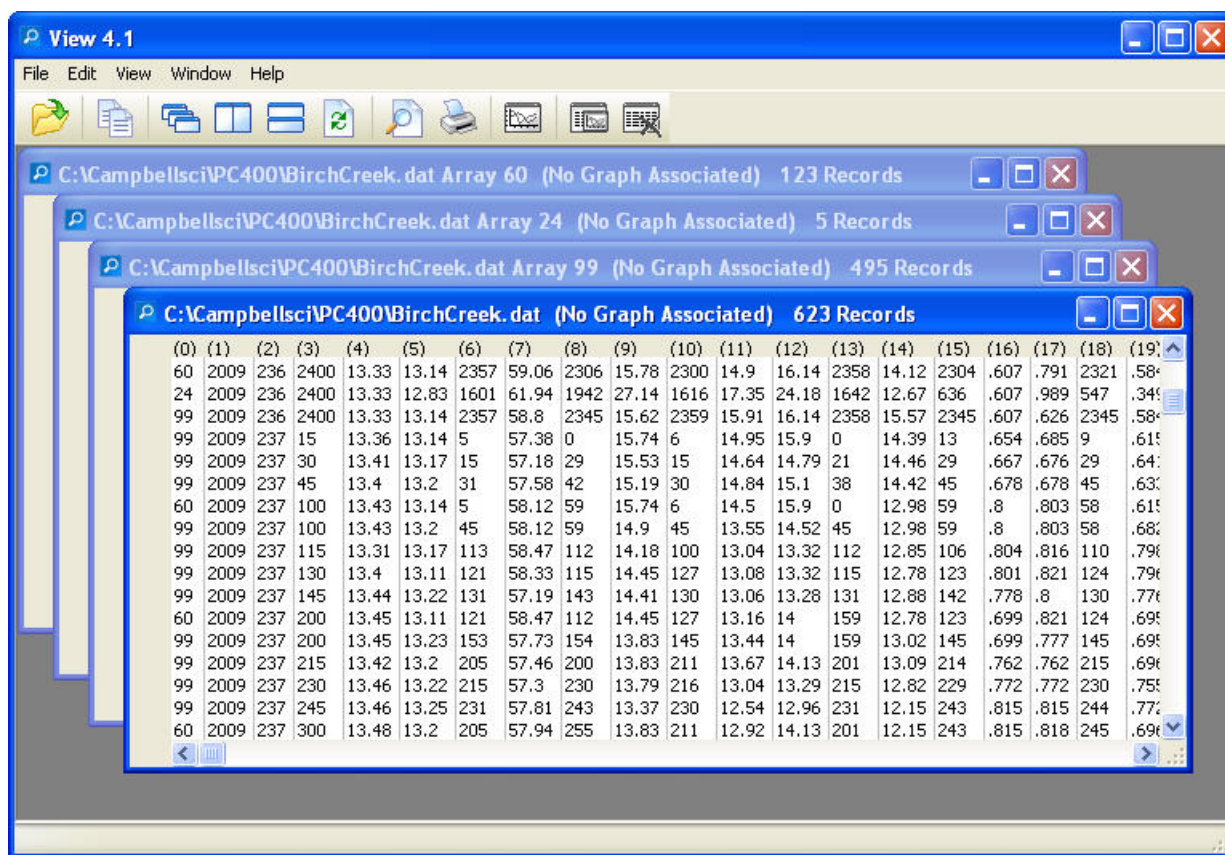 View 4.1
File Edit View Window Help
C:\Campbellsci\PC400\BirchCreek.dat Array 60 (No Graph Associated) 123 Records
C:\Campbellsci\PC400\BirchCreek.dat Array 24 (No Graph Associated) 5 Records
C:\Campbellsci\PC400\BirchCreek.dat Array 99 (No Graph Associated) 495 Records
C:\Campbellsci\PC400\BirchCreek.dat (No Graph Associated) 623 Records
(0) (1) (2) (3) (4) (5) (6) (7) (8) (9) (10) (11) (12) (13) (14) (15) (16) (17) (18) (19)
60 2009 236 2400 13.33 13.14 2357 59.06 2306 15.78 2300 14.9 16.14 2358 14.12 2304 .607 .791 2321
24 2009 236 2400 13.33 12.83 1601 61.94 1942 27.14 1616 17.35 24.18 1642 12.67 636 .607 .989 547
99 2009 236 2400 13.33 13.14 2357 58.8 2345 15.62 2359 15.91 16.14 2358 15.57 2345 .607 .626 2345
99 2009 237 15 13.36 13.14 5 57.38 0 15.74 6 14.95 15.9 0 14.39 13 .654 .685 9
99 2009 237 30 13.41 13.17 15 57.18 29 15.53 15 14.64 14.79 21 14.46 29 .667 .676 29
99 2009 237 45 13.4 13.2 31 57.58 42 15.19 30 14.84 15.1 38 14.42 45 .678 .678 45
60 2009 237 100 13.43 13.14 5 58.12 59 15.74 6 14.5 15.9 0 12.98 59 .8 .803 58
99 2009 237 100 13.43 13.2 45 58.12 59 14.9 45 13.55 14.52 45 12.98 59 .8 .803 58
99 2009 237 115 13.31 13.17 113 58.47 112 14.18 100 13.04 13.32 112 12.85 106 .804 .816 110
99 2009 237 130 13.4 13.11 121 58.33 115 14.45 127 13.08 13.32 115 12.78 123 .801 .821 124
99 2009 237 145 13.44 13.22 131 57.19 143 14.41 130 13.06 13.28 131 12.88 142 .778 .8 130
60 2009 237 200 13.45 13.11 121 58.47 112 14.45 127 13.16 14 159 12.78 123 .699 .821 124
99 2009 237 200 13.45 13.23 153 57.73 154 13.83 145 13.44 14 159 13.02 145 .699 .777 145
99 2009 237 215 13.42 13.2 205 57.46 200 13.83 211 13.67 14.13 201 13.09 214 .762 .762 215
99 2009 237 230 13.46 13.22 215 57.3 230 13.79 216 13.04 13.29 215 12.82 229 .772 .772 230
99 2009 237 245 13.46 13.25 231 57.81 243 13.37 230 12.54 12.96 231 12.15 243 .815 .815 244
60 2009 237 300 13.48 13.2 205 57.94 255 13.83 211 12.92 14.13 201 12.15 243 .815 .818 245